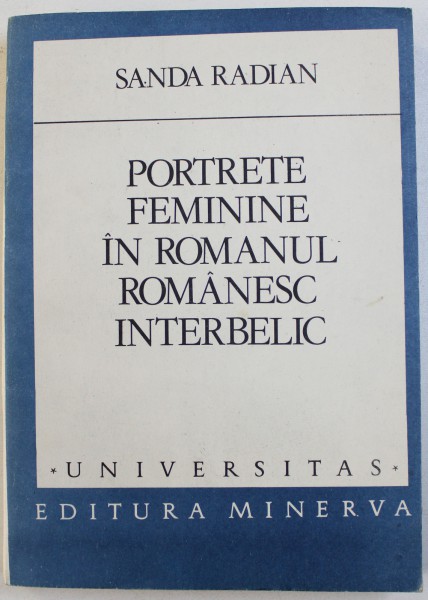 SANDA RADIAN
PORTRETE
FEMININE
ÎN ROMANUL
ROMÂNESC
INTERBELIC
* UNIVERSITAS *
EDITURA MINERVA